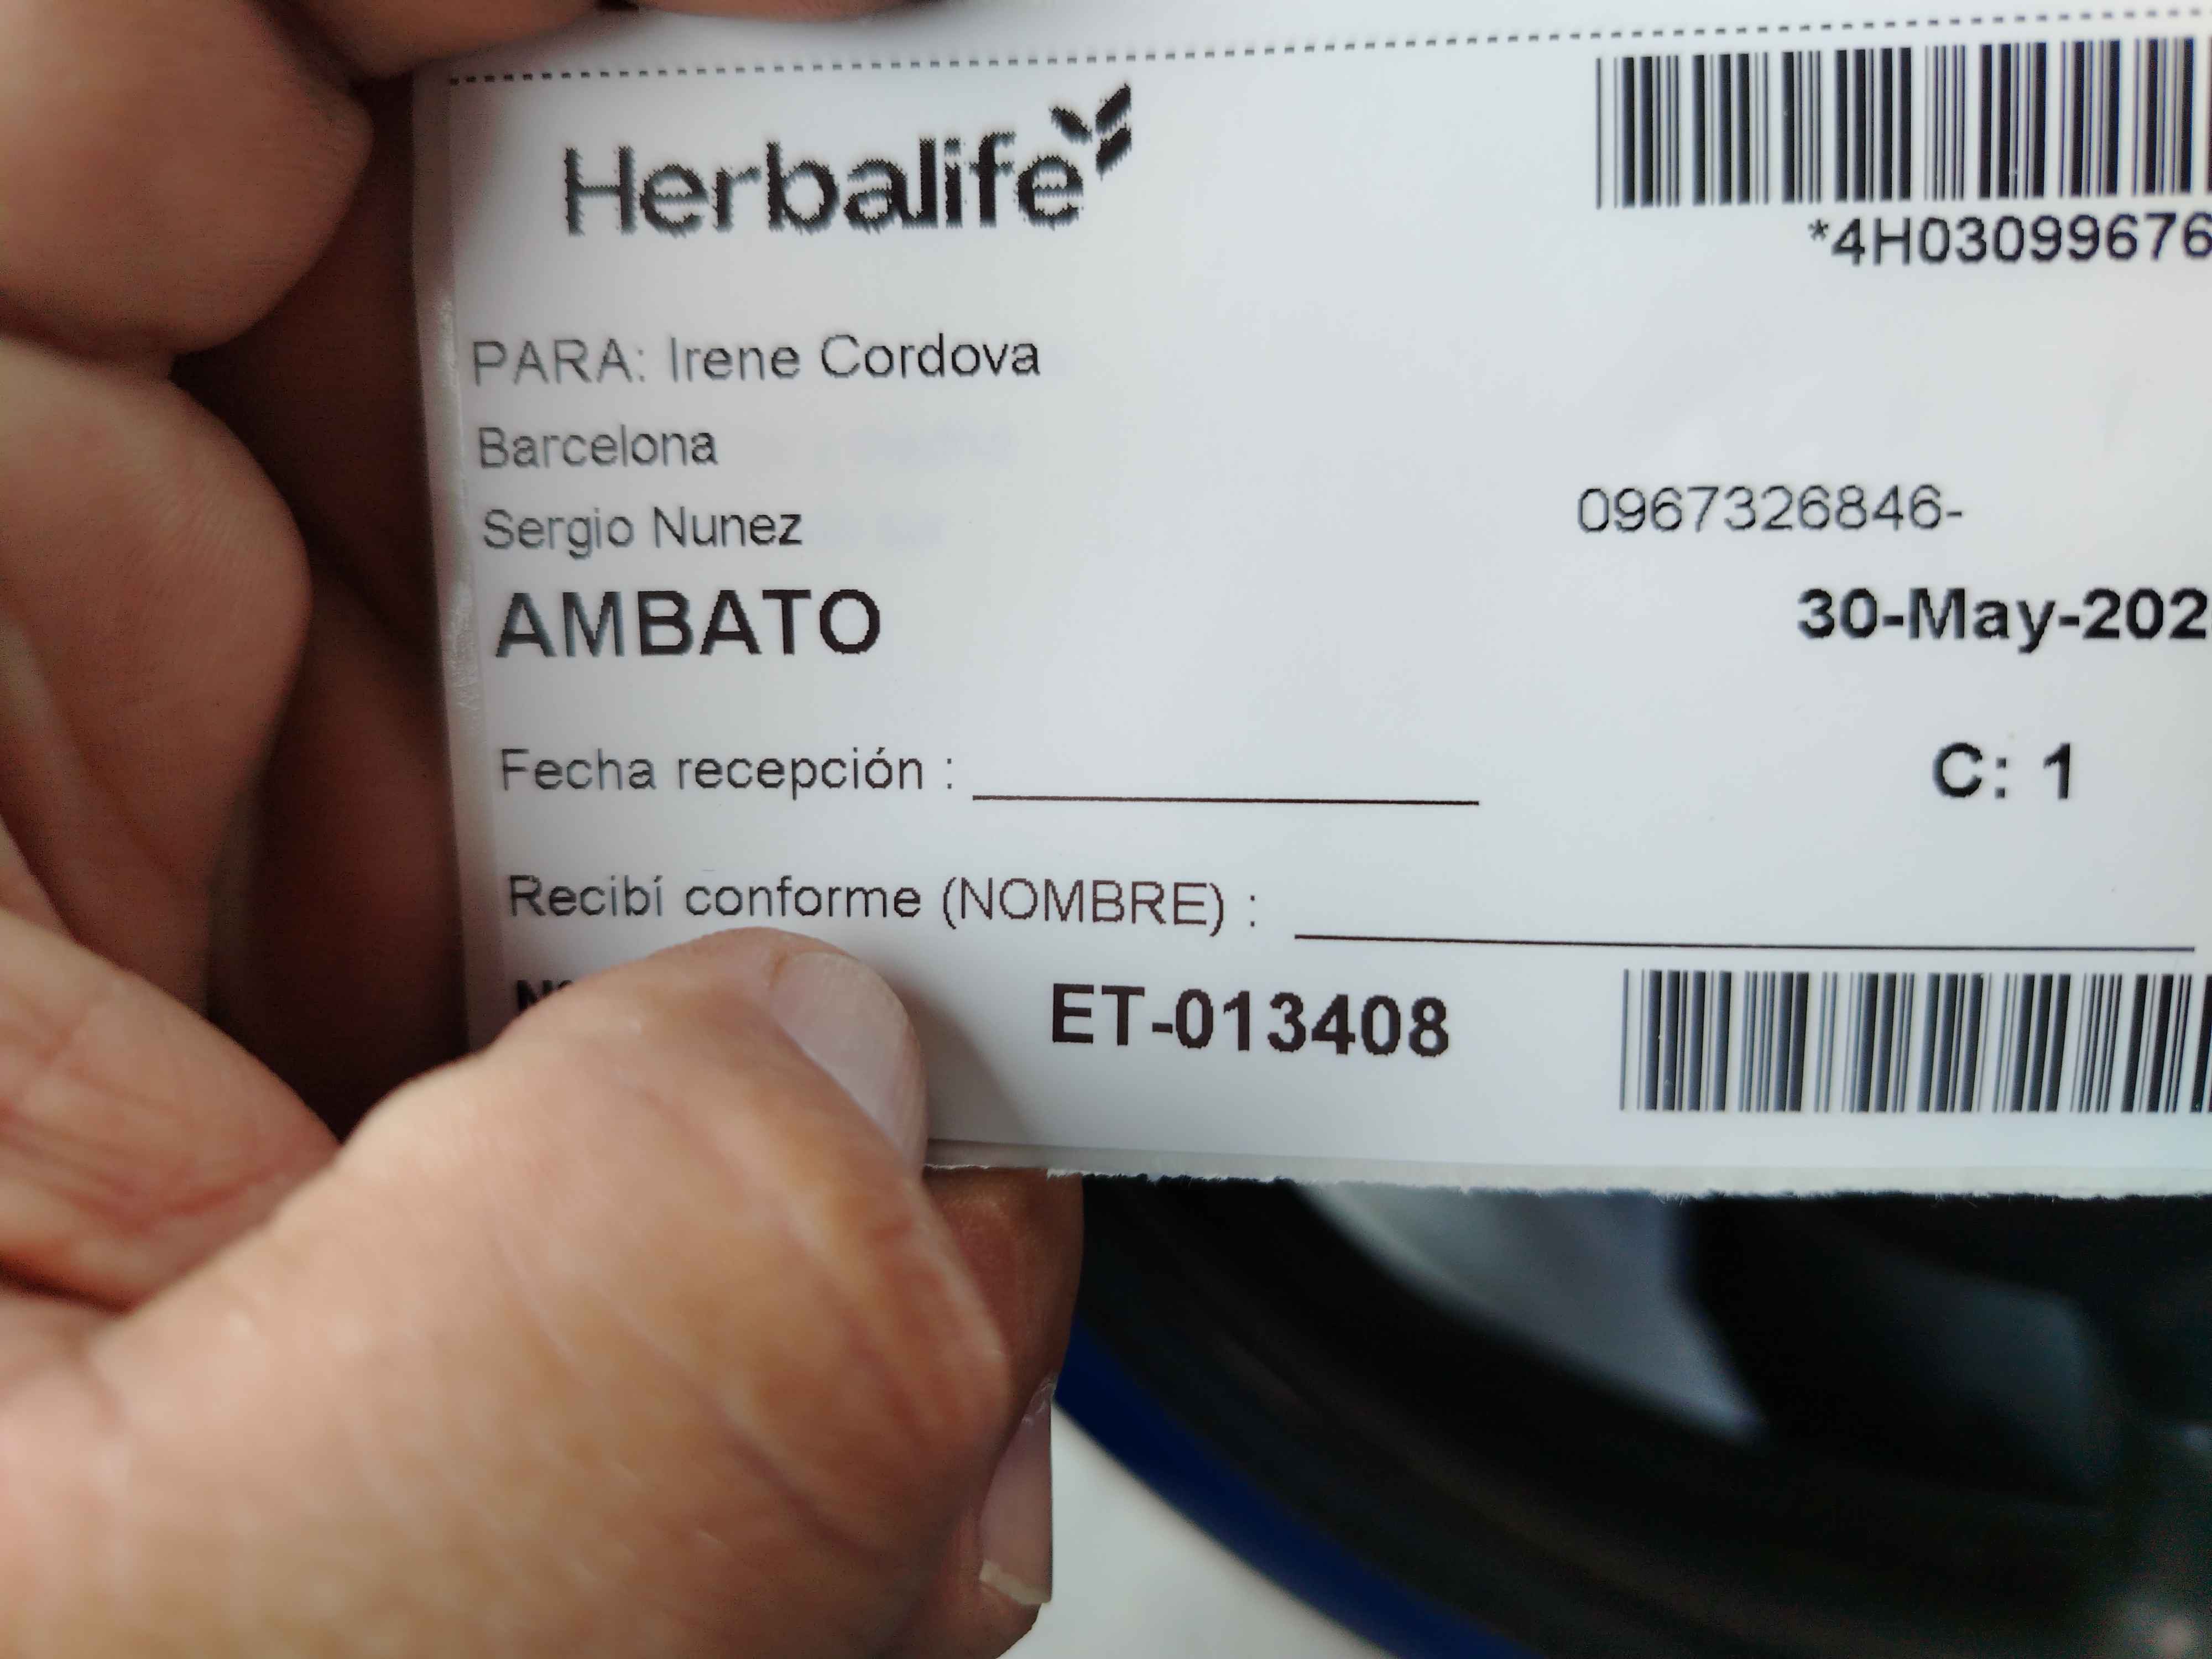 Herbalife
*4H03099676
PARA: Irene Cordova
Barcelona
Sergio Nunez
0967326846-
AMBATO
30-May-202
Fecha recepción :
C: 1
Recibí conforme (NOMBRE) :
ET-013408